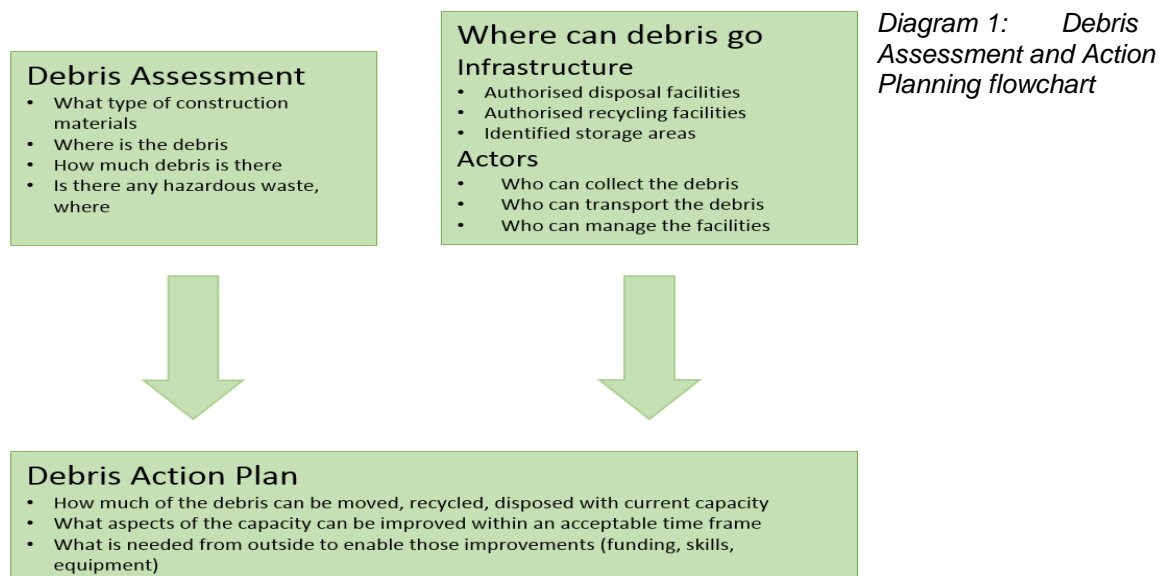 Debris Assessment
• What type of construction
materials
• Where is the debris
• How much debris is there
• Is there any hazardous waste,
where
Where can debris go
Infrastructure
• Authorised disposal facilities
• Authorised recycling facilities
• Identified storage areas
Actors
• Who can collect the debris
• Who can transport the debris
• Who can manage the facilities
Diagram 1: Debris
Assessment and Action
Planning flowchart
Debris Action Plan
• How much of the debris can be moved, recycled, disposed with current capacity
• What aspects of the capacity can be improved within an acceptable time frame
• What is needed from outside to enable those improvements (funding, skills,
equipment)